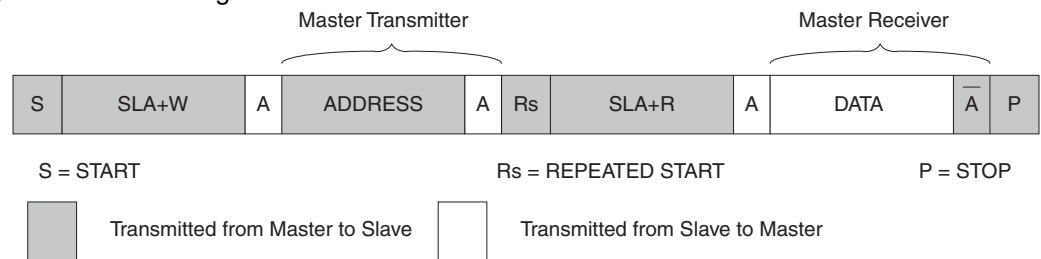 Master Transmitter Master Receiver
S SLA+W A ADDRESS A Rs SLA+R A DATA A̅ P
S = START Rs = REPEATED START P = STOP
Transmitted from Master to Slave Transmitted from Slave to Master